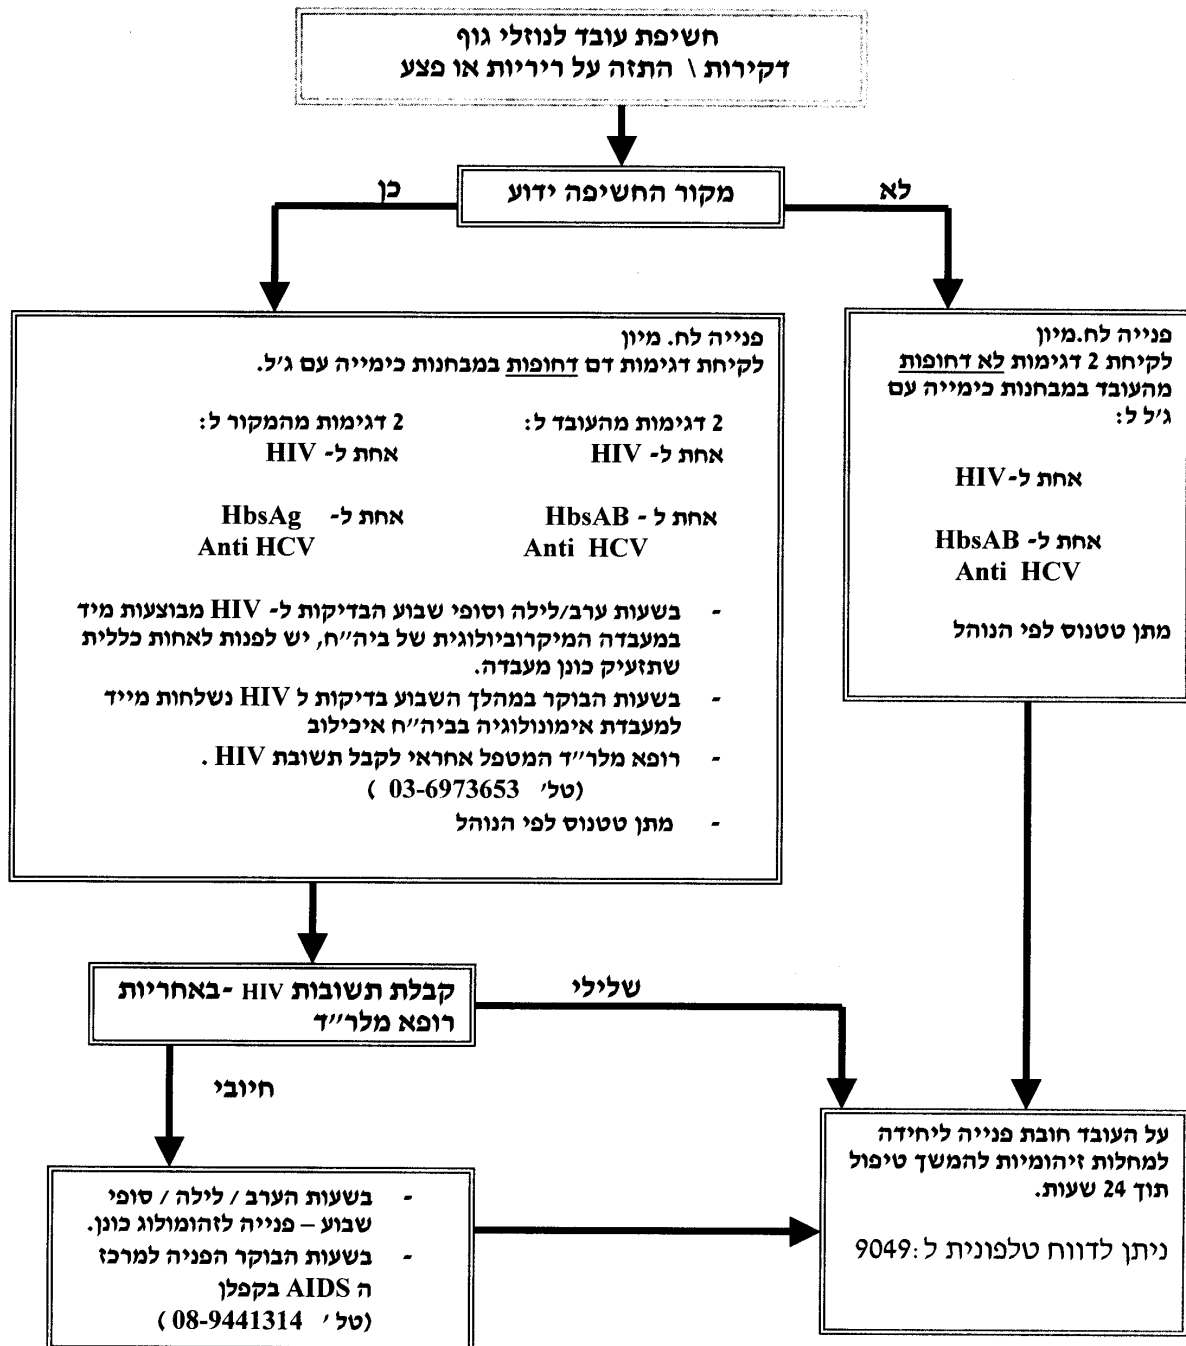 חשיפת עובד לנוזלי גוף
דקירות \ התזה על ריריות או פצע
מקור החשיפה ידוע
כן
לא
פנייה לח. מיון
לקיחת דגימות דם דחופות במבחנות כימייה עם ג'ל.
2 דגימות מהעובד ל:
אחת ל- HIV
אחת ל - HbsAB
Anti HCV
2 דגימות מהמקור ל:
אחת ל- HIV
אחת ל- HbsAg
Anti HCV
- בשעות ערב/לילה וסופי שבוע הבדיקות ל- HIV מבוצעות מיד
במעבדה המיקרוביולוגית של ביה״ח, יש לפנות לאחות כללית
שתזעיק כונן מעבדה.
- בשעות הבוקר במהלך השבוע בדיקות ל HIV נשלחות מייד
למעבדת אימונולוגיה בביה״ח איכילוב
- רופא מלר״ד המטפל אחראי לקבל תשובת HIV .
(טל׳ 03-6973653 )
- מתן טטנוס לפי הנוהל
פנייה לח.מיון
לקיחת 2 דגימות לא דחופות
מהעובד במבחנות כימייה עם
ג'ל ל:
אחת ל-HIV
אחת ל- HbsAB
Anti HCV
מתן טטנוס לפי הנוהל
קבלת תשובות HIV -באחריות
רופא מלר״ד
שלילי
חיובי
- בשעות הערב / לילה / סופי
שבוע – פנייה לזהומולוג כונן.
- בשעות הבוקר הפניה למרכז
ה AIDS בקפלן
(טל ׳ 08-9441314 )
על העובד חובת פנייה ליחידה
למחלות זיהומיות להמשך טיפול
תוך 24 שעות.
ניתן לדווח טלפונית ל :9049